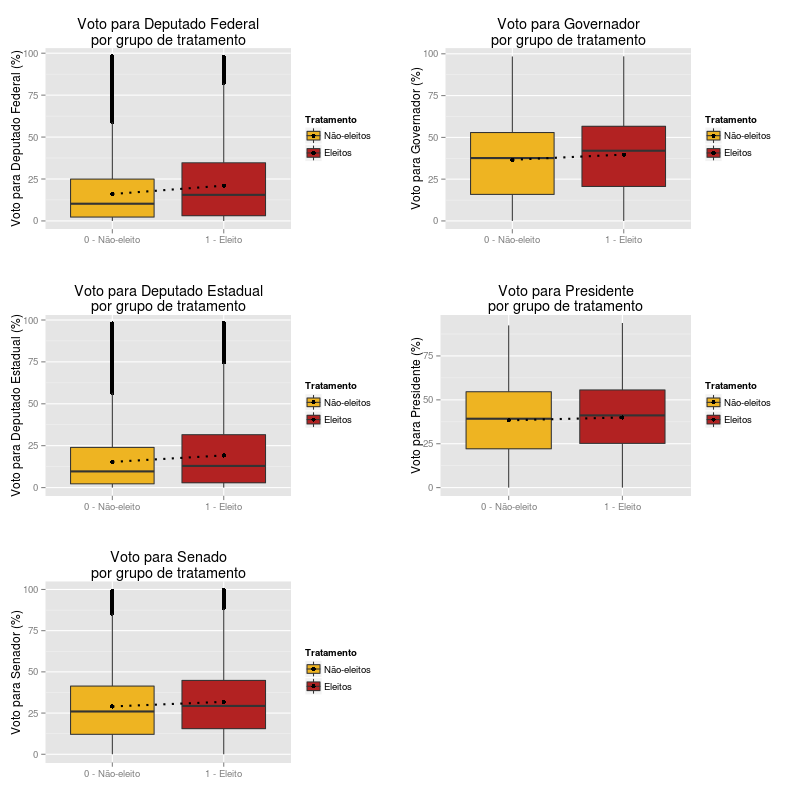 Voto para Deputado Federal
por grupo de tratamento
Voto para Deputado Federal (%)
100
75
50
25
0
0 - Não-eleito
1 - Eleito
Tratamento
Não-eleitos
Eleitos
Voto para Governador
por grupo de tratamento
Voto para Governador (%)
100
75
50
25
0
0 - Não-eleito
1 - Eleito
Tratamento
Não-eleitos
Eleitos
Voto para Deputado Estadual
por grupo de tratamento
Voto para Deputado Estadual (%)
100
75
50
25
0
0 - Não-eleito
1 - Eleito
Tratamento
Não-eleitos
Eleitos
Voto para Presidente
por grupo de tratamento
Voto para Presidente (%)
75
50
25
0
0 - Não-eleito
1 - Eleito
Tratamento
Não-eleitos
Eleitos
Voto para Senado
por grupo de tratamento
Voto para Senador (%)
100
75
50
25
0
0 - Não-eleito
1 - Eleito
Tratamento
Não-eleitos
Eleitos